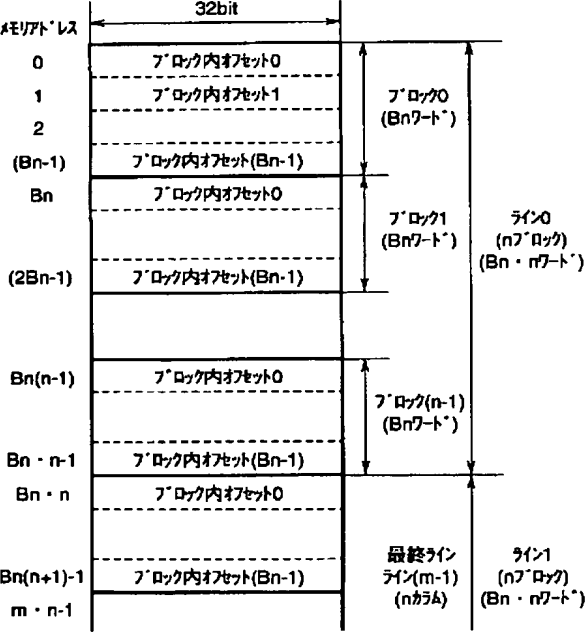 32bit
メモリアドレス
0 ブロック内オフセット0
1 ブロック内オフセット1
2
(Bn-1) ブロック内オフセット(Bn-1)
ブロック0
(Bnワード)
Bn ブロック内オフセット0
(2Bn-1) ブロック内オフセット(Bn-1)
ブロック1
(Bnワード)
ライン0
(nブロック)
(Bn・nワード)
Bn(n-1) ブロック内オフセット0
Bn・n-1 ブロック内オフセット(Bn-1)
ブロック(n-1)
(Bnワード)
Bn・n ブロック内オフセット0
Bn(n+1)-1 ブロック内オフセット(Bn-1)
m・n-1
最終ライン
ライン(m-1)
(nカラム)
ライン1
(nブロック)
(Bn・nワード)